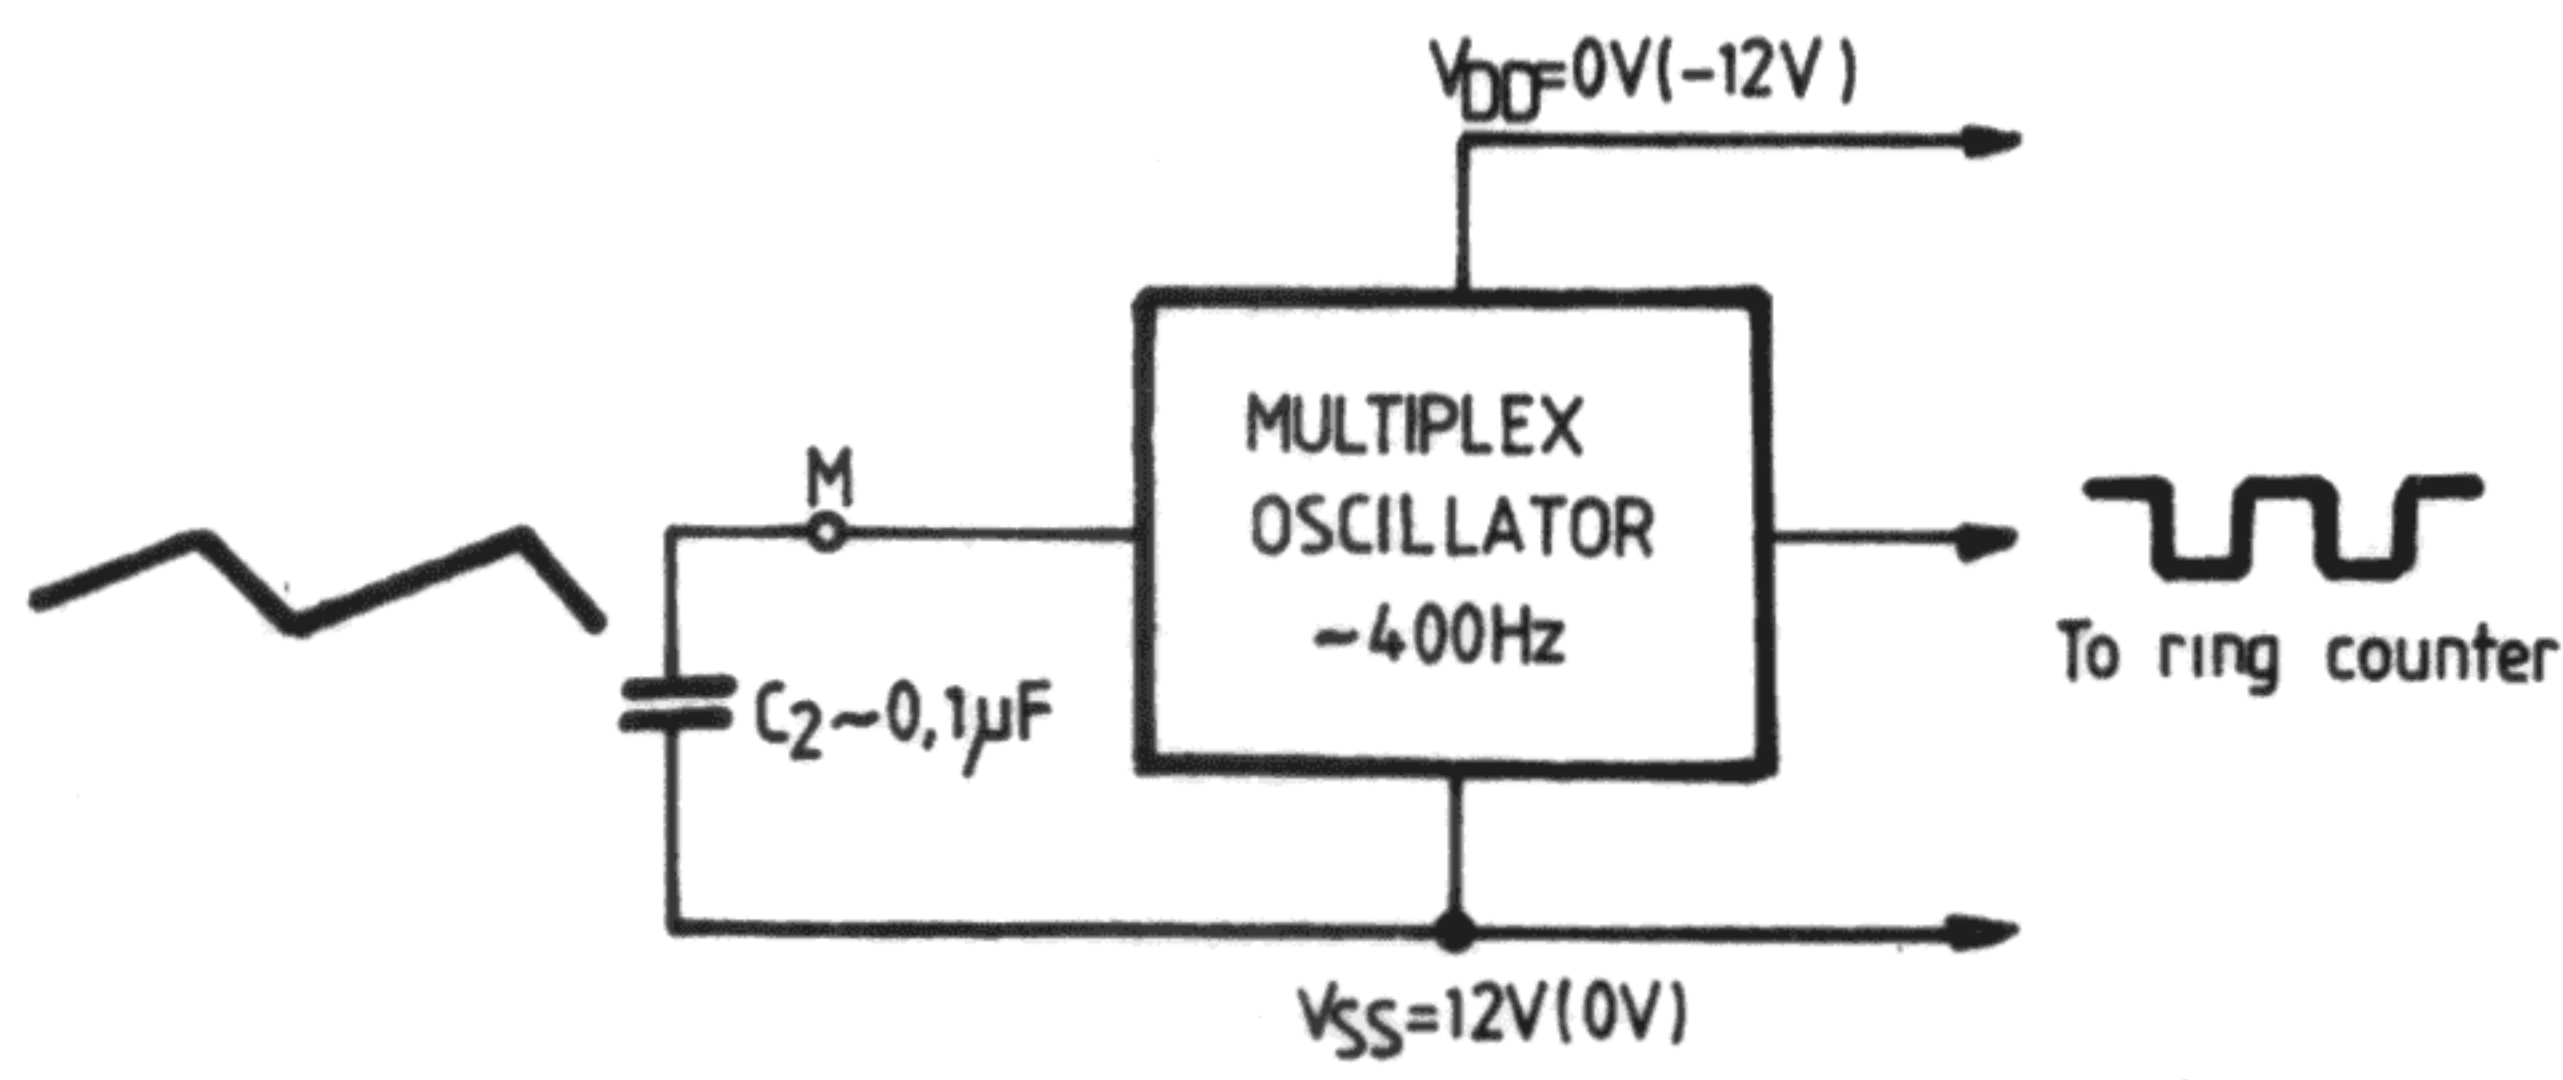 VDD=0V(-12V)
M
MULTIPLEX
OSCILLATOR
~400Hz
C2~0,1µF
To ring counter
VSS=12V(0V)